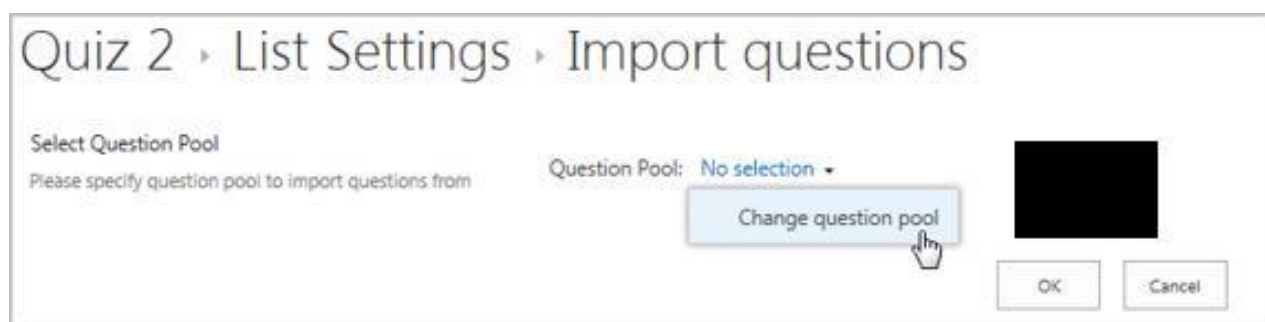 Quiz 2 ▸ List Settings ▸ Import questions
Select Question Pool
Please specify question pool to import questions from
Question Pool: No selection
Change question pool
OK
Cancel